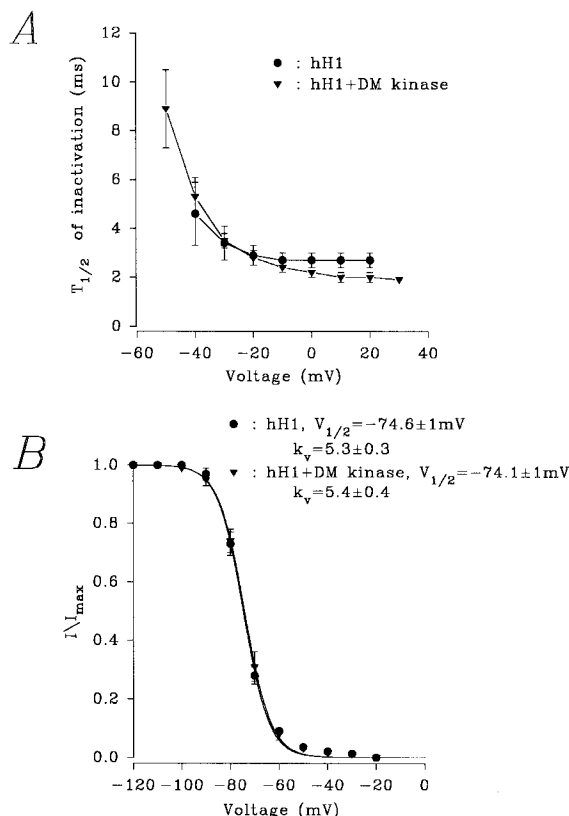 A
12
10
8
6
4
2
0
T1/2 of inactivation (ms)
● : hH1
▼ : hH1+DM kinase
−60 −40 −20 0 20 40
Voltage (mV)
B
● : hH1, V1/2=−74.6±1mV
kv=5.3±0.3
▼ : hH1+DM kinase, V1/2=−74.1±1mV
kv=5.4±0.4
1.0
0.8
0.6
0.4
0.2
0.0
I\Imax
−120 −100 −80 −60 −40 −20 0
Voltage (mV)